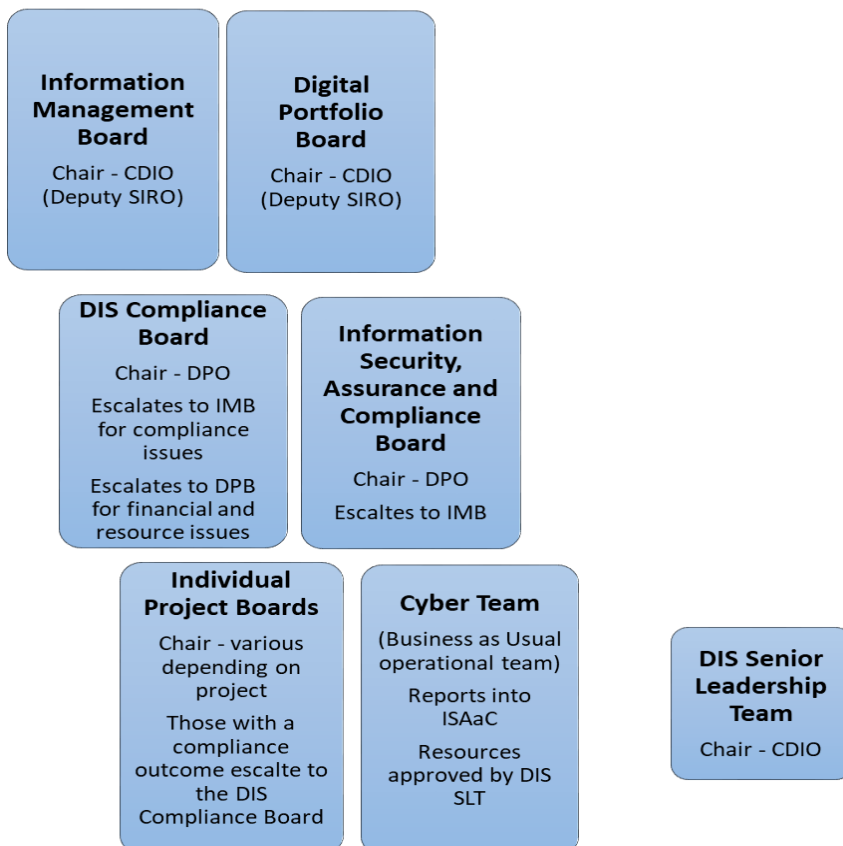 Information
Management
Board
Chair - CDIO
(Deputy SIRO)
Digital
Portfolio
Board
Chair - CDIO
(Deputy SIRO)
DIS Compliance
Board
Chair - DPO
Escalates to IMB
for compliance
issues
Escalates to DPB
for financial and
resource issues
Information
Security,
Assurance and
Compliance
Board
Chair - DPO
Escaltes to IMB
Individual
Project Boards
Chair - various
depending on
project
Those with a
compliance
outcome escalte to
the DIS
Compliance Board
Cyber Team
(Business as Usual
operational team)
Reports into
ISAaC
Resources
approved by DIS
SLT
DIS Senior
Leadership
Team
Chair - CDIO